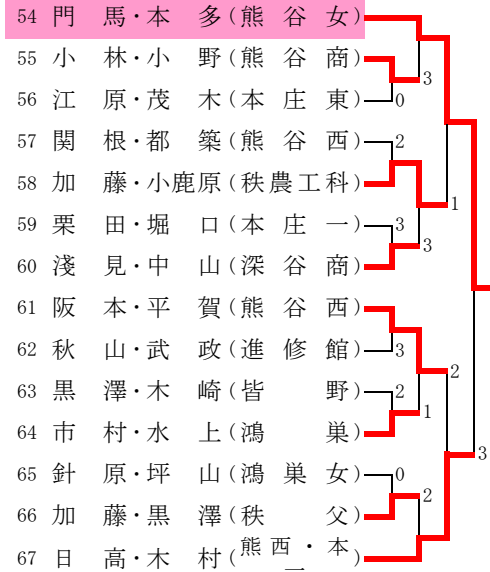 54 門 馬・本 多(熊 谷 女)
55 小 林・小 野(熊 谷 商)
3
56 江 原・茂 木(本 庄 東) 0
57 関 根・都 築(熊 谷 西) 2
58 加 藤・小鹿原(秩農工科)
1
59 栗 田・堀 口(本 庄 一) 3
3
60 淺 見・中 山(深 谷 商)
61 阪 本・平 賀(熊 谷 西)
62 秋 山・武 政(進 修 館) 3
2
63 黒 澤・木 崎(皆 野) 2
1
64 市 村・水 上(鴻 巣)
3
65 針 原・坪 山(鴻 巣 女) 0
2
66 加 藤・黒 澤(秩 父)
67 日 高・木 村(熊西・本 )